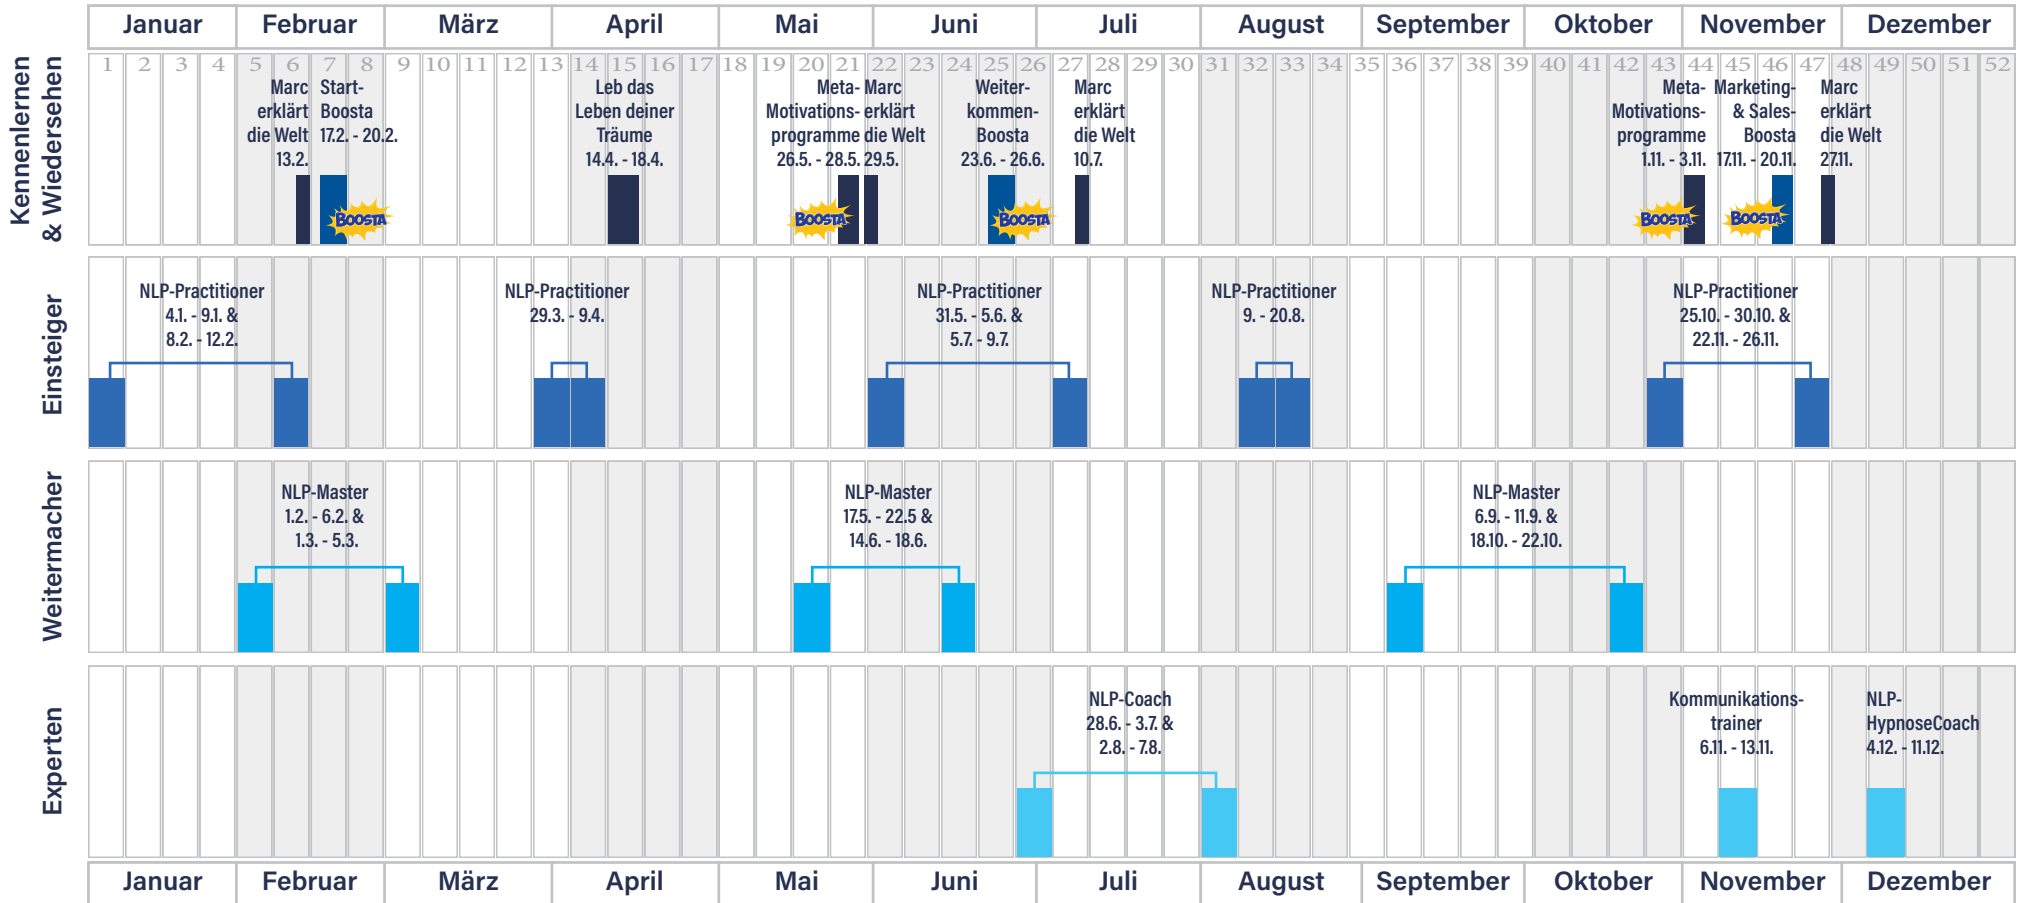 Januar Februar März April Mai Juni Juli August September Oktober November Dezember
Kennenlernen
& Wiedersehen
1 2 3 4 5 6 7 8 9 10 11 12 13 14 15 16 17 18 19 20 21 22 23 24 25 26 27 28 29 30 31 32 33 34 35 36 37 38 39 40 41 42 43 44 45 46 47 48 49 50 51 52
Marc
erklärt
die Welt
13.2.
Start-
Boosta
17.2. - 20.2.
BOOSTA
Leb das
Leben deiner
Träume
14.4. - 18.4.
Meta-
Motivations-
programme
26.5. - 28.5.
BOOSTA
Marc
erklärt
die Welt
29.5.
Weiter-
kommen-
Boosta
23.6. - 26.6.
BOOSTA
Marc
erklärt
die Welt
10.7.
Meta-
Motivations-
programme
1.11. - 3.11.
BOOSTA
Marketing-
& Sales-
Boosta
17.11. - 20.11.
BOOSTA
Marc
erklärt
die Welt
27.11.
Einsteiger
NLP-Practitioner
4.1. - 9.1. &
8.2. - 12.2.
NLP-Practitioner
29.3. - 9.4.
NLP-Practitioner
31.5. - 5.6. &
5.7. - 9.7.
NLP-Practitioner
9. - 20.8.
NLP-Practitioner
25.10. - 30.10. &
22.11. - 26.11.
Weitermacher
NLP-Master
1.2. - 6.2. &
1.3. - 5.3.
NLP-Master
17.5. - 22.5 &
14.6. - 18.6.
NLP-Master
6.9. - 11.9. &
18.10. - 22.10.
Experten
NLP-Coach
28.6. - 3.7. &
2.8. - 7.8.
Kommunikations-
trainer
6.11. - 13.11.
NLP-
HypnoseCoach
4.12. - 11.12.
Januar Februar März April Mai Juni Juli August September Oktober November Dezember